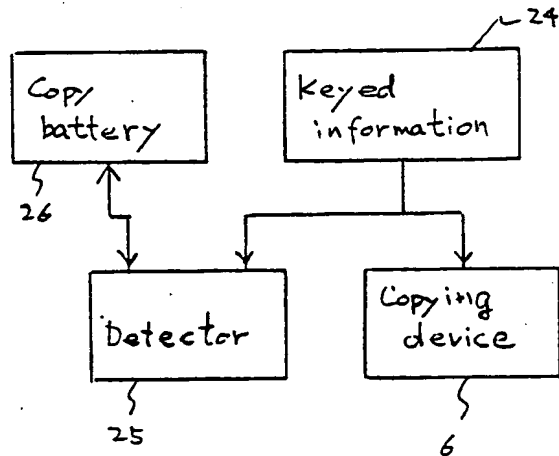 24
Copy
battery
Keyed
information
26
Detector
Copying
device
25
6